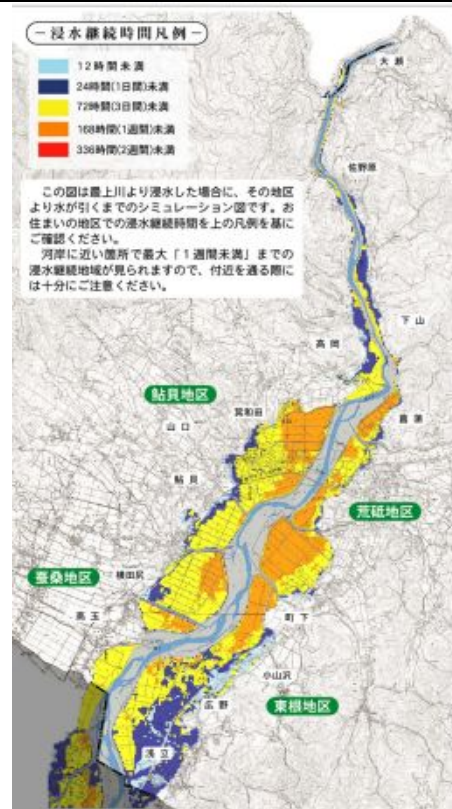 －浸水継続時間凡例－
12時間未満
24時間(1日間)未満
72時間(3日間)未満
168時間(1週間)未満
336時間(2週間)未満
この図は最上川より浸水した場合に、その地区
より水が引くまでのシミュレーション図です。お
住まいの地区での浸水継続時間を上の凡例を基に
ご確認ください。
河岸に近い箇所で最大「1週間未満」までの
浸水継続地域が見られますので、付近を通る際に
は十分にご注意ください。
大瀬
佐野原
下山
高岡
鮎貝地区
箕和田
山口
菖蒲
鮎貝
荒砥地区
蚕桑地区
横田尻
高玉
町下
小山沢
広野
東根地区
浅立